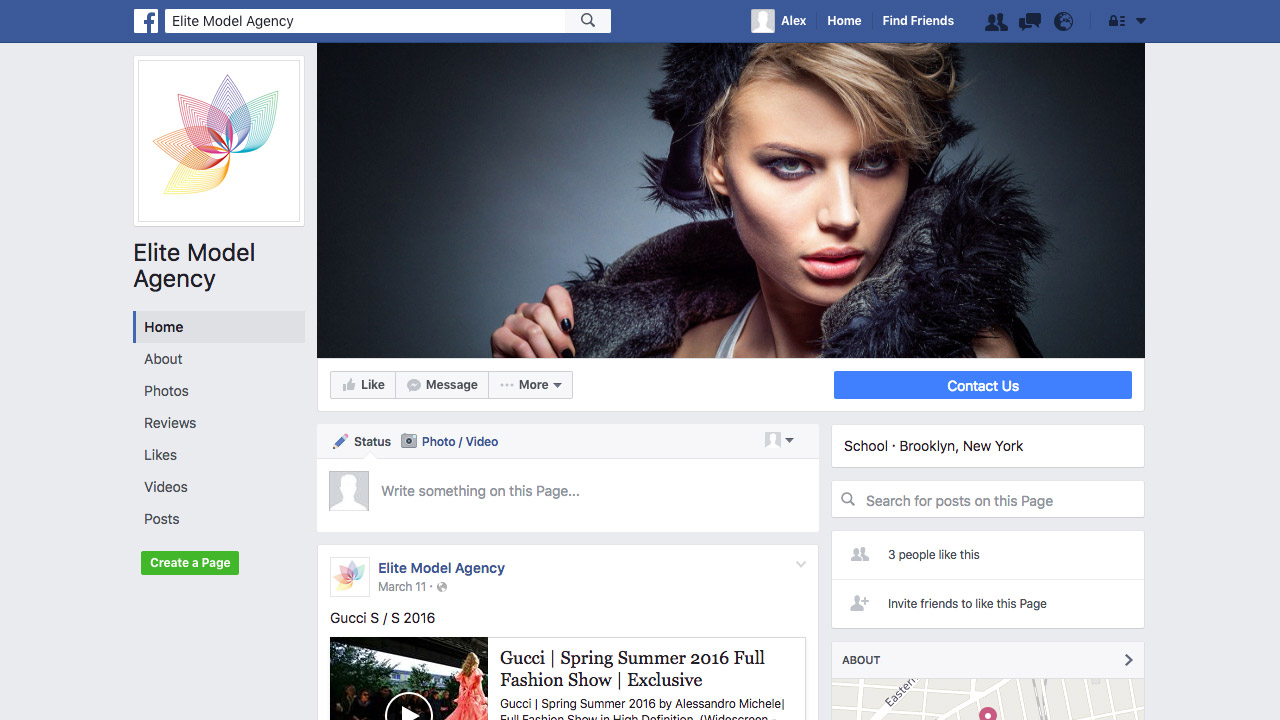 Elite Model Agency
Alex
Home
Find Friends
Elite Model
Agency
Home
About
Photos
Reviews
Likes
Videos
Posts
Create a Page
Like
Message
More
Contact Us
Status
Photo / Video
Write something on this Page...
Elite Model Agency
March 11 ·
Gucci S / S 2016
Gucci | Spring Summer 2016 Full
Fashion Show | Exclusive
Gucci | Spring Summer 2016 by Alessandro Michele|
Full Fashion Show in High Definition. (Widescreen -
School · Brooklyn, New York
Search for posts on this Page
3 people like this
Invite friends to like this Page
ABOUT
Eastern